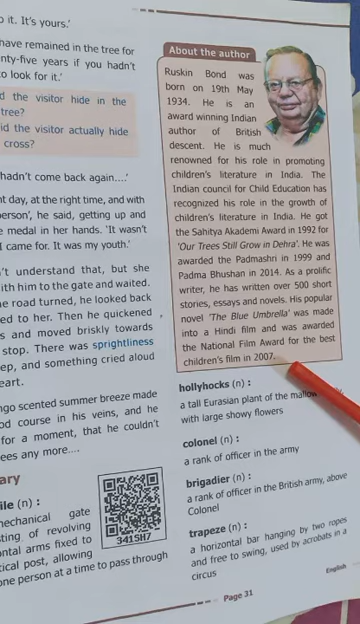 o it. It's yours.'
have remained in the tree for
nty-five years if you hadn't
to look for it.'
d the visitor hide in the
tree?
id the visitor actually hide
cross?
hadn't come back again....'
t day, at the right time, and with
person', he said, getting up and
e medal in her hands. 'It wasn't
I came for. It was my youth.'
't understand that, but she
ith him to the gate and waited.
e road turned, he looked back
ed to her. Then he quickened
s and moved briskly towards
stop. There was sprightliness
ep, and something cried aloud
eart.
ngo scented summer breeze made
od course in his veins, and he
for a moment, that he couldn't
ees any more....
ary
ile (n) :
mechanical gate
sting of revolving
ontal arms fixed to
tical post, allowing
one person at a time to pass through
3415H7
About the author
Ruskin Bond was
born on 19th May
1934. He is an
award winning Indian
author of British
descent. He is much
renowned for his role in promoting
children's literature in India. The
Indian council for Child Education has
recognized his role in the growth of
children's literature in India. He got
the Sahitya Akademi Award in 1992 for
'Our Trees Still Grow in Dehra'. He was
awarded the Padmashri in 1999 and
Padma Bhushan in 2014. As a prolific
writer, he has written over 500 short
stories, essays and novels. His popular
novel 'The Blue Umbrella' was made
into a Hindi film and was awarded
the National Film Award for the best
children's film in 2007.
hollyhocks (n) :
a tall Eurasian plant of the mallow
with large showy flowers
colonel (n) :
a rank of officer in the army
brigadier (n) :
a rank of officer in the British army, above
Colonel
trapeze (n) :
a horizontal bar hanging by two ropes
and free to swing, used by acrobats in a
circus
English
Page 31